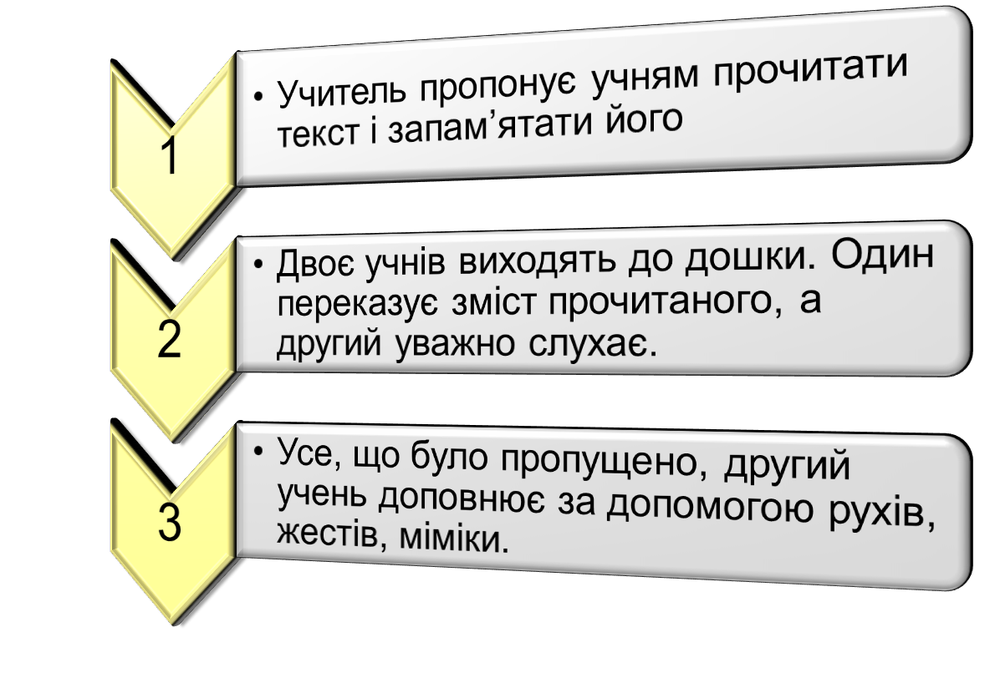 1
• Учитель пропонує учням прочитати
текст і запам’ятати його
2
• Двоє учнів виходять до дошки. Один
переказує зміст прочитаного, а
другий уважно слухає.
3
• Усе, що було пропущено, другий
учень доповнює за допомогою рухів,
жестів, міміки.